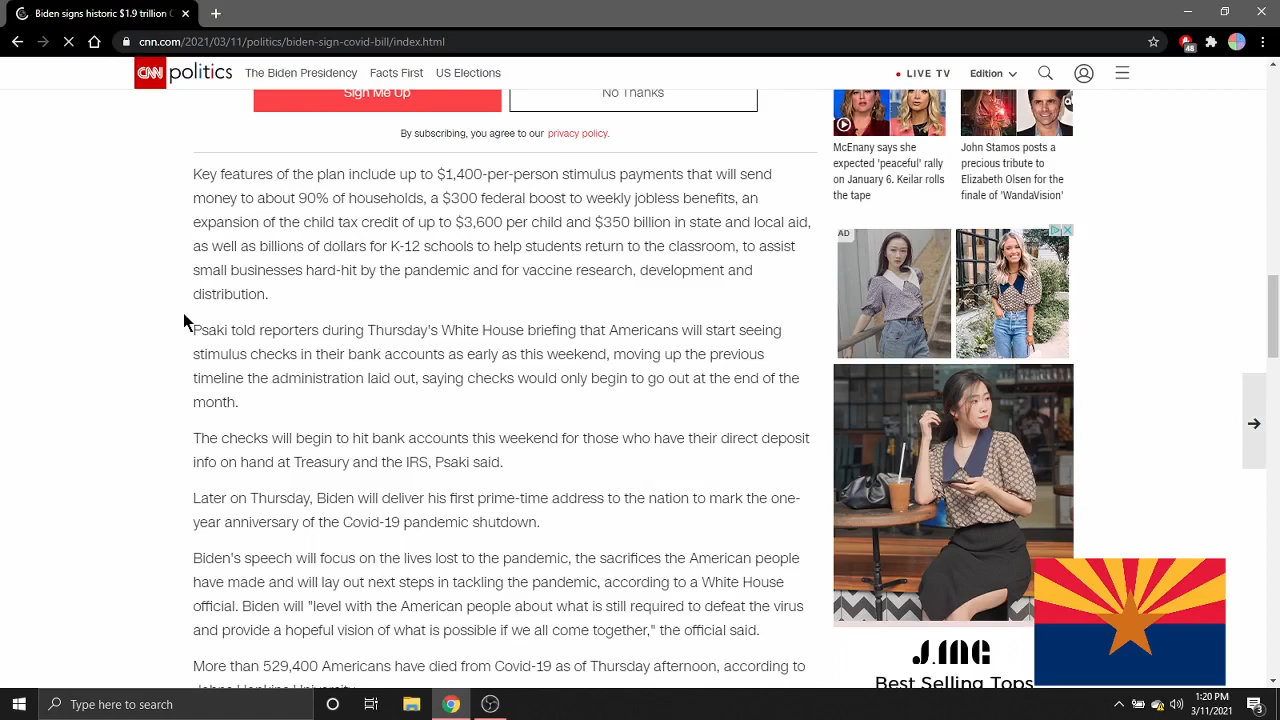 Biden signs historic $1.9 trillion C
cnn.com/2021/03/11/politics/biden-sign-covid-bill/index.html
48
CNN politics The Biden Presidency Facts First US Elections
LIVE TV Edition
Sign Me Up No Thanks
By subscribing, you agree to our privacy policy.
Key features of the plan include up to $1,400-per-person stimulus payments that will send
money to about 90% of households, a $300 federal boost to weekly jobless benefits, an
expansion of the child tax credit of up to $3,600 per child and $350 billion in state and local aid,
as well as billions of dollars for K-12 schools to help students return to the classroom, to assist
small businesses hard-hit by the pandemic and for vaccine research, development and
distribution.
Psaki told reporters during Thursday's White House briefing that Americans will start seeing
stimulus checks in their bank accounts as early as this weekend, moving up the previous
timeline the administration laid out, saying checks would only begin to go out at the end of the
month.
The checks will begin to hit bank accounts this weekend for those who have their direct deposit
info on hand at Treasury and the IRS, Psaki said.
Later on Thursday, Biden will deliver his first prime-time address to the nation to mark the one-
year anniversary of the Covid-19 pandemic shutdown.
Biden's speech will focus on the lives lost to the pandemic, the sacrifices the American people
have made and will lay out next steps in tackling the pandemic, according to a White House
official. Biden will "level with the American people about what is still required to defeat the virus
and provide a hopeful vision of what is possible if we all come together," the official said.
More than 529,400 Americans have died from Covid-19 as of Thursday afternoon, according to
Johns Hopkins University.
McEnany says she
expected 'peaceful' rally
on January 6. Keilar rolls
the tape
John Stamos posts a
precious tribute to
Elizabeth Olsen for the
finale of 'WandaVision'
AD
J.ING
Best Selling Tops
Type here to search
1:20 PM
3/11/2021
3